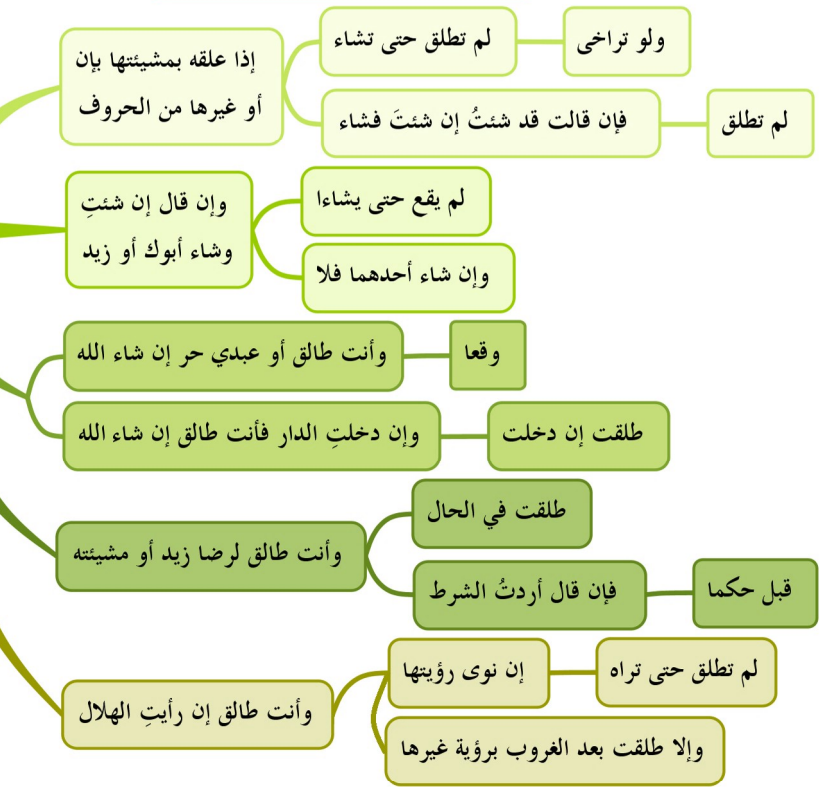 إذا علقه بمشيئتها بإن
أو غيرها من الحروف
لم تطلق حتى تشاء
ولو تراخى
فإن قالت قد شئتُ إن شئتَ فشاء
لم تطلق
وإن قال إن شئتِ
وشاء أبوك أو زيد
لم يقع حتى يشاءا
وإن شاء أحدهما فلا
وأنت طالق أو عبدي حر إن شاء الله
وقعا
وإن دخلتِ الدار فأنت طالق إن شاء الله
طلقت إن دخلت
وأنت طالق لرضا زيد أو مشيئته
طلقت في الحال
فإن قال أردتُ الشرط
قبل حكما
وأنت طالق إن رأيتِ الهلال
إن نوى رؤيتها
لم تطلق حتى تراه
وإلا طلقت بعد الغروب برؤية غيرها